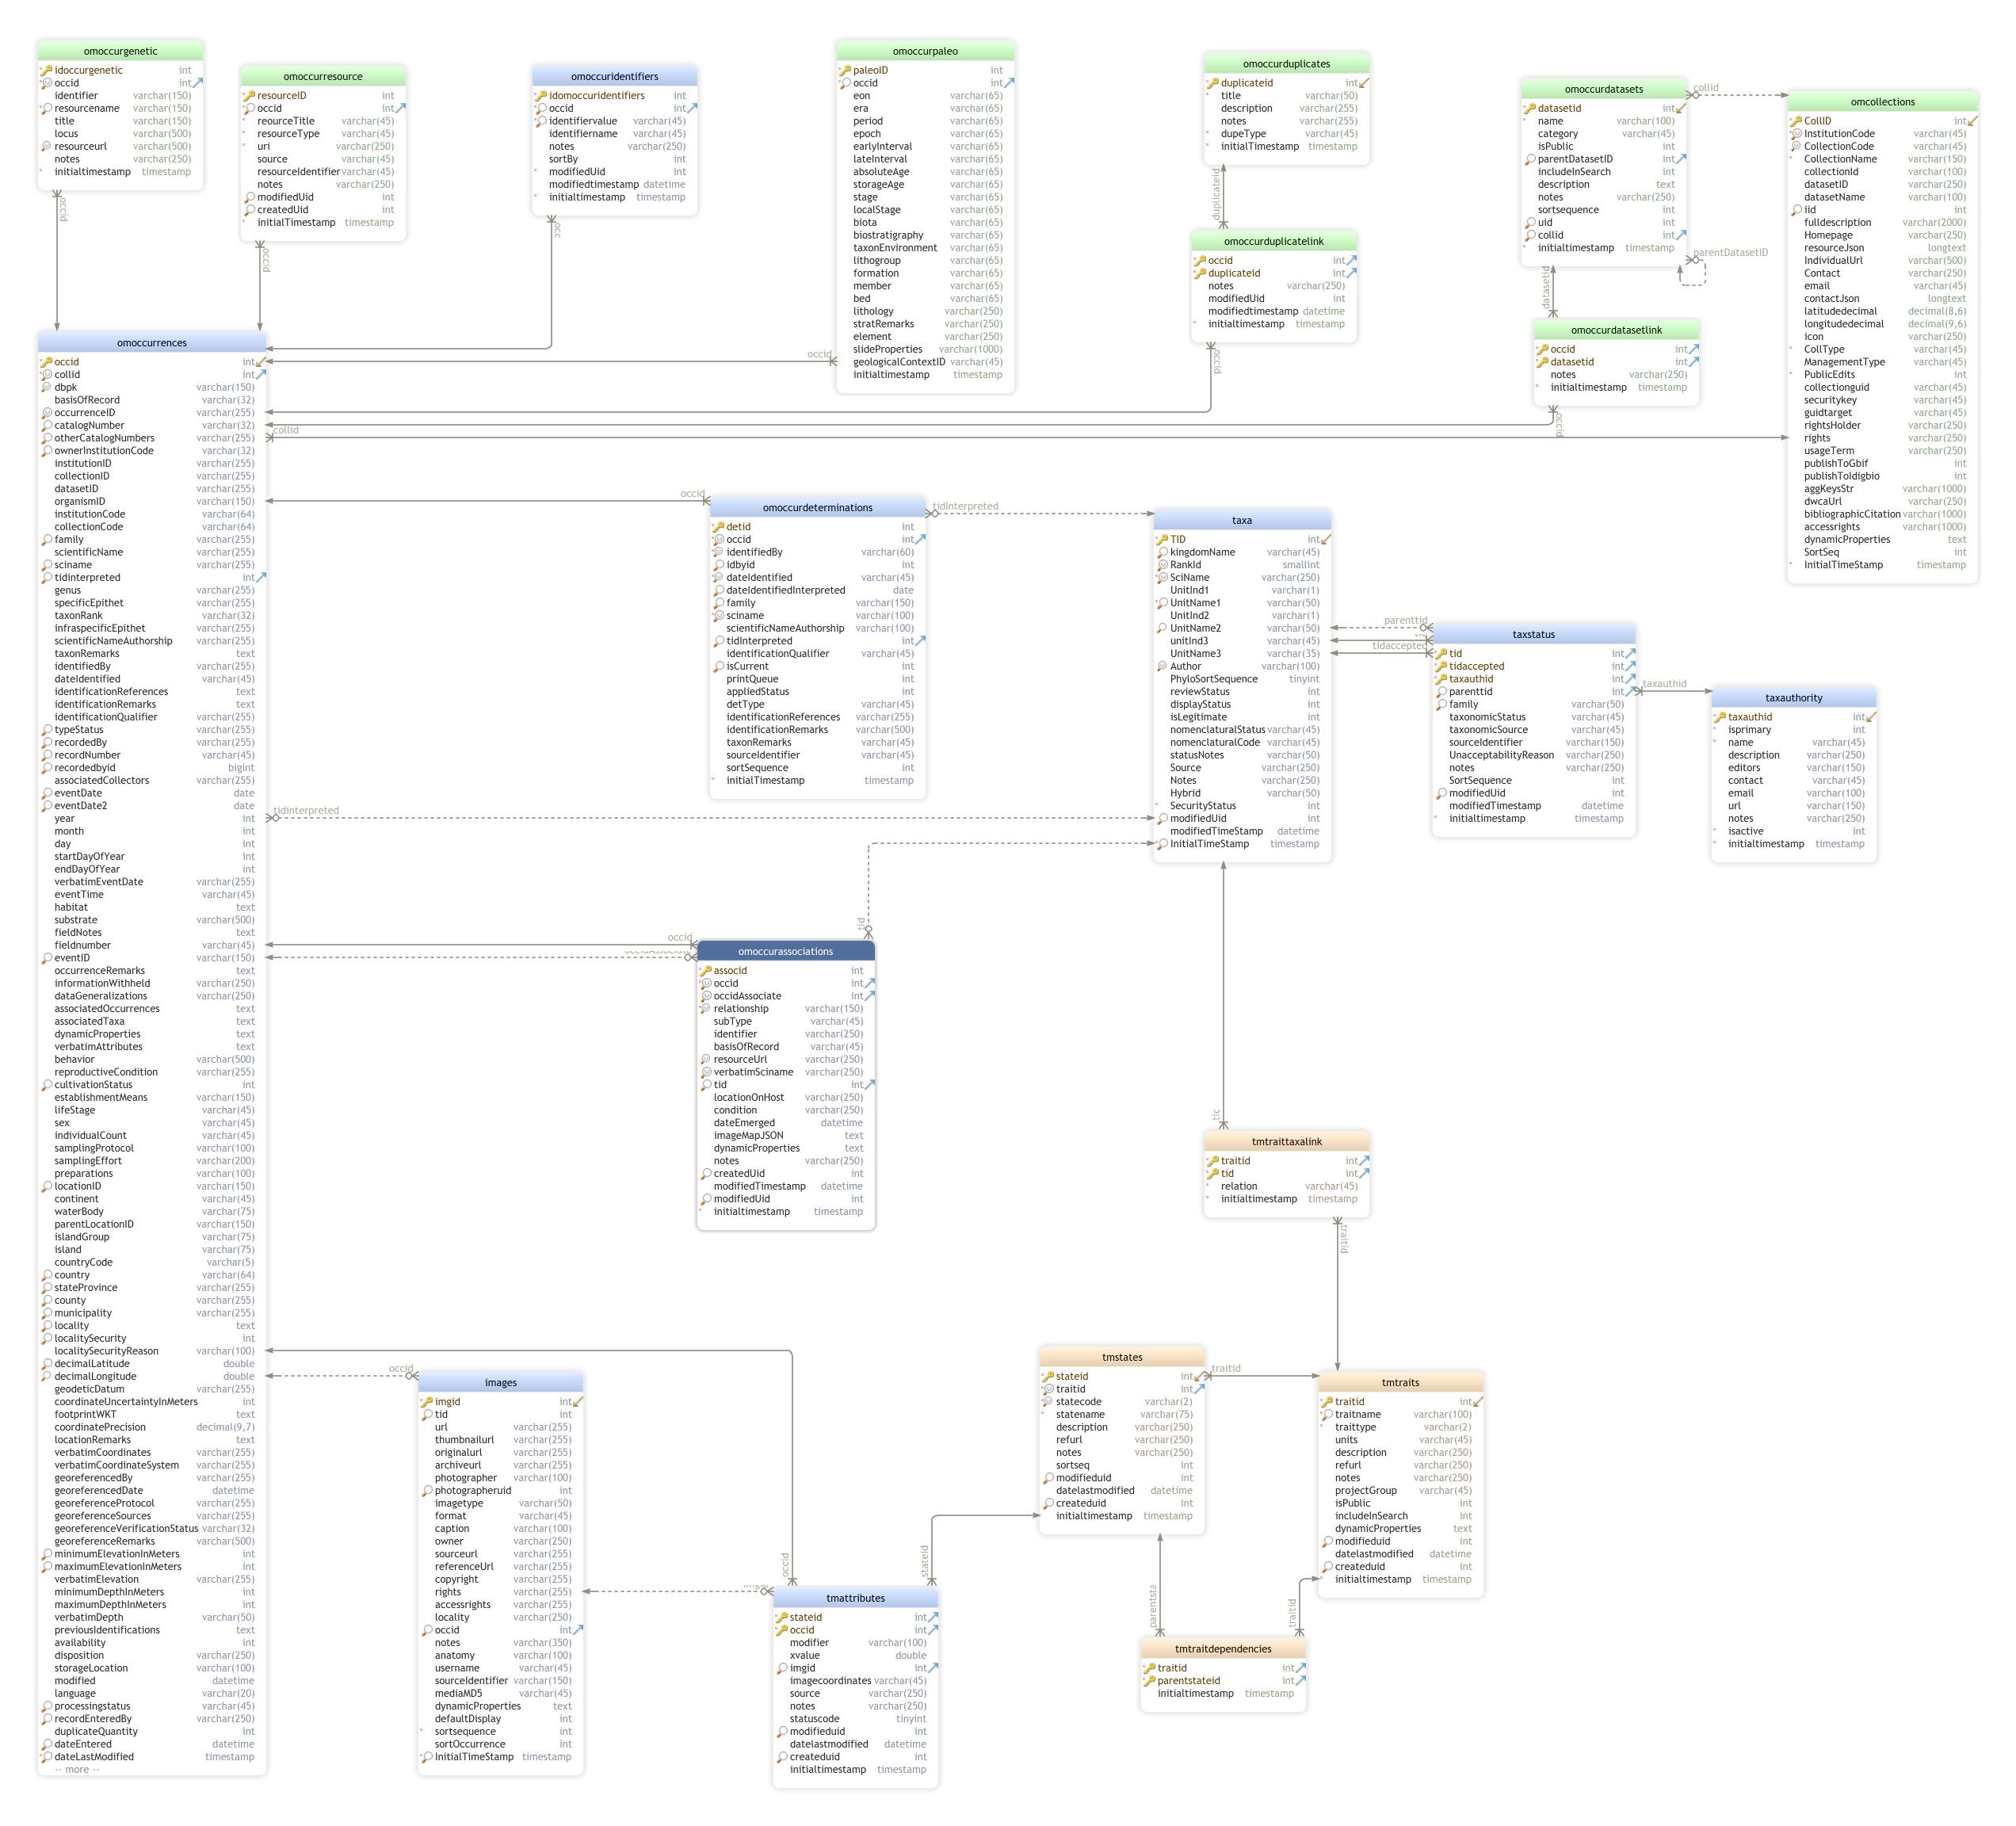 omoccurgenetic
idoccurgenetic int
occid int
identifier varchar(150)
resourcename varchar(150)
title varchar(150)
locus varchar(500)
resourceurl varchar(500)
notes varchar(250)
initialtimestamp timestamp
occid
omoccurresource
resourceID int
occid int
reourceTitle varchar(45)
resourceType varchar(45)
uri varchar(250)
source varchar(45)
resourceIdentifier varchar(45)
notes varchar(250)
modifiedUid int
createdUid int
initialTimestamp timestamp
occid
omoccuridentifiers
idomoccuridentifiers int
occid int
identifiervalue varchar(45)
identifiername varchar(45)
notes varchar(250)
sortBy int
modifiedUid int
modifiedtimestamp datetime
initialtimestamp timestamp
occ
omoccurpaleo
paleoID int
occid int
eon varchar(65)
era varchar(65)
period varchar(65)
epoch varchar(65)
earlyInterval varchar(65)
lateInterval varchar(65)
absoluteAge varchar(65)
storageAge varchar(65)
stage varchar(65)
localStage varchar(65)
biota varchar(65)
biostratigraphy varchar(65)
taxonEnvironment varchar(65)
lithogroup varchar(65)
formation varchar(65)
member varchar(65)
bed varchar(65)
lithology varchar(250)
stratRemarks varchar(250)
element varchar(250)
slideProperties varchar(1000)
geologicalContextID varchar(45)
initialtimestamp timestamp
occid
omoccurduplicates
duplicateid int
title varchar(50)
description varchar(255)
notes varchar(255)
dupeType varchar(45)
initialTimestamp timestamp
duplicateid
omoccurduplicatelink
occid int
duplicateid int
notes varchar(250)
modifiedUid int
modifiedtimestamp datetime
initialtimestamp timestamp
occid
omoccurdatasets
datasetid int
name varchar(100)
category varchar(45)
isPublic int
parentDatasetID int
includeInSearch int
description text
notes varchar(250)
sortsequence int
uid int
collid int
initialtimestamp timestamp
collid
parentDatasetID
datasetid
omoccurdatasetlink
occid int
datasetid int
notes varchar(250)
initialtimestamp timestamp
occid
omcollections
CollID int
InstitutionCode varchar(45)
CollectionCode varchar(45)
CollectionName varchar(150)
collectionId varchar(100)
datasetID varchar(250)
datasetName varchar(100)
iid int
fulldescription varchar(2000)
Homepage varchar(250)
resourceJson longtext
IndividualUrl varchar(500)
Contact varchar(250)
email varchar(45)
contactJson longtext
latitudedecimal decimal(8,6)
longitudedecimal decimal(9,6)
icon varchar(250)
CollType varchar(45)
ManagementType varchar(45)
PublicEdits int
collectionguid varchar(45)
securitykey varchar(45)
guidtarget varchar(45)
rightsHolder varchar(250)
rights varchar(250)
usageTerm varchar(250)
publishToGbif int
publishToIdigbio int
aggKeysStr varchar(1000)
dwcaUrl varchar(250)
bibliographicCitation varchar(1000)
accessrights varchar(1000)
dynamicProperties text
SortSeq int
InitialTimeStamp timestamp
omoccurrences
occid int
collid int
dbpk varchar(150)
basisOfRecord varchar(32)
occurrenceID varchar(255)
catalogNumber varchar(32)
otherCatalogNumbers varchar(255)
ownerInstitutionCode varchar(32)
institutionID varchar(255)
collectionID varchar(255)
datasetID varchar(255)
organismID varchar(150)
institutionCode varchar(64)
collectionCode varchar(64)
family varchar(255)
scientificName varchar(255)
sciname varchar(255)
tidinterpreted int
genus varchar(255)
specificEpithet varchar(255)
taxonRank varchar(32)
infraspecificEpithet varchar(255)
scientificNameAuthorship varchar(255)
taxonRemarks text
identifiedBy varchar(255)
dateIdentified varchar(45)
identificationReferences text
identificationRemarks text
identificationQualifier varchar(255)
typeStatus varchar(255)
recordedBy varchar(255)
recordNumber varchar(45)
recordedbyid bigint
associatedCollectors varchar(255)
eventDate date
eventDate2 date
year int
month int
day int
startDayOfYear int
endDayOfYear int
verbatimEventDate varchar(255)
eventTime varchar(45)
habitat text
substrate varchar(500)
fieldNotes text
fieldnumber varchar(45)
eventID varchar(150)
occurrenceRemarks text
informationWithheld varchar(250)
dataGeneralizations varchar(250)
associatedOccurrences text
associatedTaxa text
dynamicProperties text
verbatimAttributes text
behavior varchar(500)
reproductiveCondition varchar(255)
cultivationStatus int
establishmentMeans varchar(150)
lifeStage varchar(45)
sex varchar(45)
individualCount varchar(45)
samplingProtocol varchar(100)
samplingEffort varchar(200)
preparations varchar(100)
locationID varchar(150)
continent varchar(45)
waterBody varchar(75)
parentLocationID varchar(150)
islandGroup varchar(75)
island varchar(75)
countryCode varchar(5)
country varchar(64)
stateProvince varchar(255)
county varchar(255)
municipality varchar(255)
locality text
localitySecurity int
localitySecurityReason varchar(100)
decimalLatitude double
decimalLongitude double
geodeticDatum varchar(255)
coordinateUncertaintyInMeters int
footprintWKT text
coordinatePrecision decimal(9,7)
locationRemarks text
verbatimCoordinates varchar(255)
verbatimCoordinateSystem varchar(255)
georeferencedBy varchar(255)
georeferencedDate datetime
georeferenceProtocol varchar(255)
georeferenceSources varchar(255)
georeferenceVerificationStatus varchar(32)
georeferenceRemarks varchar(500)
minimumElevationInMeters int
maximumElevationInMeters int
verbatimElevation varchar(255)
minimumDepthInMeters int
maximumDepthInMeters int
verbatimDepth varchar(50)
previousIdentifications text
availability int
disposition varchar(250)
storageLocation varchar(100)
modified datetime
language varchar(20)
processingstatus varchar(45)
recordEnteredBy varchar(250)
duplicateQuantity int
dateEntered datetime
dateLastModified timestamp
-- more --
collid
tidinterpreted
occid
omoccurdeterminations
detid int
occid int
identifiedBy varchar(60)
idbyid int
dateIdentified varchar(45)
dateIdentifiedInterpreted date
family varchar(150)
sciname varchar(100)
scientificNameAuthorship varchar(100)
tidInterpreted int
identificationQualifier varchar(45)
isCurrent int
printQueue int
appliedStatus int
detType varchar(45)
identificationReferences varchar(255)
identificationRemarks varchar(500)
taxonRemarks varchar(45)
sourceIdentifier varchar(45)
sortSequence int
initialTimestamp timestamp
tidInterpreted
taxa
TID int
kingdomName varchar(45)
RankId smallint
SciName varchar(250)
UnitInd1 varchar(1)
UnitName1 varchar(50)
UnitInd2 varchar(1)
UnitName2 varchar(50)
unitInd3 varchar(45)
UnitName3 varchar(35)
Author varchar(100)
PhyloSortSequence tinyint
reviewStatus int
displayStatus int
isLegitimate int
nomenclaturalStatus varchar(45)
nomenclaturalCode varchar(45)
statusNotes varchar(50)
Source varchar(250)
Notes varchar(250)
Hybrid varchar(50)
SecurityStatus int
modifiedUid int
modifiedTimeStamp datetime
InitialTimeStamp timestamp
parenttid
tidaccepted
taxstatus
tid int
tidaccepted int
taxauthid int
parenttid int
family varchar(50)
taxonomicStatus varchar(45)
taxonomicSource varchar(45)
sourceIdentifier varchar(150)
UnacceptabilityReason varchar(250)
notes varchar(250)
SortSequence int
modifiedUid int
modifiedTimestamp datetime
initialtimestamp timestamp
taxauthid
taxauthority
taxauthid int
isprimary int
name varchar(45)
description varchar(250)
editors varchar(150)
contact varchar(45)
email varchar(100)
url varchar(150)
notes varchar(250)
isactive int
initialtimestamp timestamp
tid
occid
omoccurassociations
associd int
occid int
occidAssociate int
relationship varchar(150)
subType varchar(45)
identifier varchar(250)
basisOfRecord varchar(45)
resourceUrl varchar(250)
verbatimSciname varchar(250)
tid int
locationOnHost varchar(250)
condition varchar(250)
dateEmerged datetime
imageMapJSON text
dynamicProperties text
notes varchar(250)
createdUid int
modifiedTimestamp datetime
modifiedUid int
initialtimestamp timestamp
tmtraittaxalink
traitid int
tid int
relation varchar(45)
initialtimestamp timestamp
traitid
occid
images
imgid int
tid int
url varchar(255)
thumbnailurl varchar(255)
originalurl varchar(255)
archiveurl varchar(255)
photographer varchar(100)
photographeruid int
imagetype varchar(50)
format varchar(45)
caption varchar(100)
owner varchar(250)
sourceurl varchar(255)
referenceUrl varchar(255)
copyright varchar(255)
rights varchar(255)
accessrights varchar(255)
locality varchar(250)
occid int
notes varchar(350)
anatomy varchar(100)
username varchar(45)
sourceIdentifier varchar(150)
mediaMD5 varchar(45)
dynamicProperties text
defaultDisplay int
sortsequence int
sortOccurrence int
InitialTimeStamp timestamp
occid
stateid
tmattributes
stateid int
occid int
modifier varchar(100)
xvalue double
imgid int
imagecoordinates varchar(45)
source varchar(250)
notes varchar(250)
statuscode tinyint
modifieduid int
datelastmodified datetime
createduid int
initialtimestamp timestamp
tmstates
stateid int
traitid int
statecode varchar(2)
statename varchar(75)
description varchar(250)
refurl varchar(250)
notes varchar(250)
sortseq int
modifieduid int
datelastmodified datetime
createduid int
initialtimestamp timestamp
traitid
tmtraits
traitid int
traitname varchar(100)
traittype varchar(2)
units varchar(45)
description varchar(250)
refurl varchar(250)
notes varchar(250)
projectGroup varchar(45)
isPublic int
includeInSearch int
dynamicProperties text
modifieduid int
datelastmodified datetime
createduid int
initialtimestamp timestamp
parentsta
traitid
tmtraitdependencies
traitid int
parentstateid int
initialtimestamp timestamp